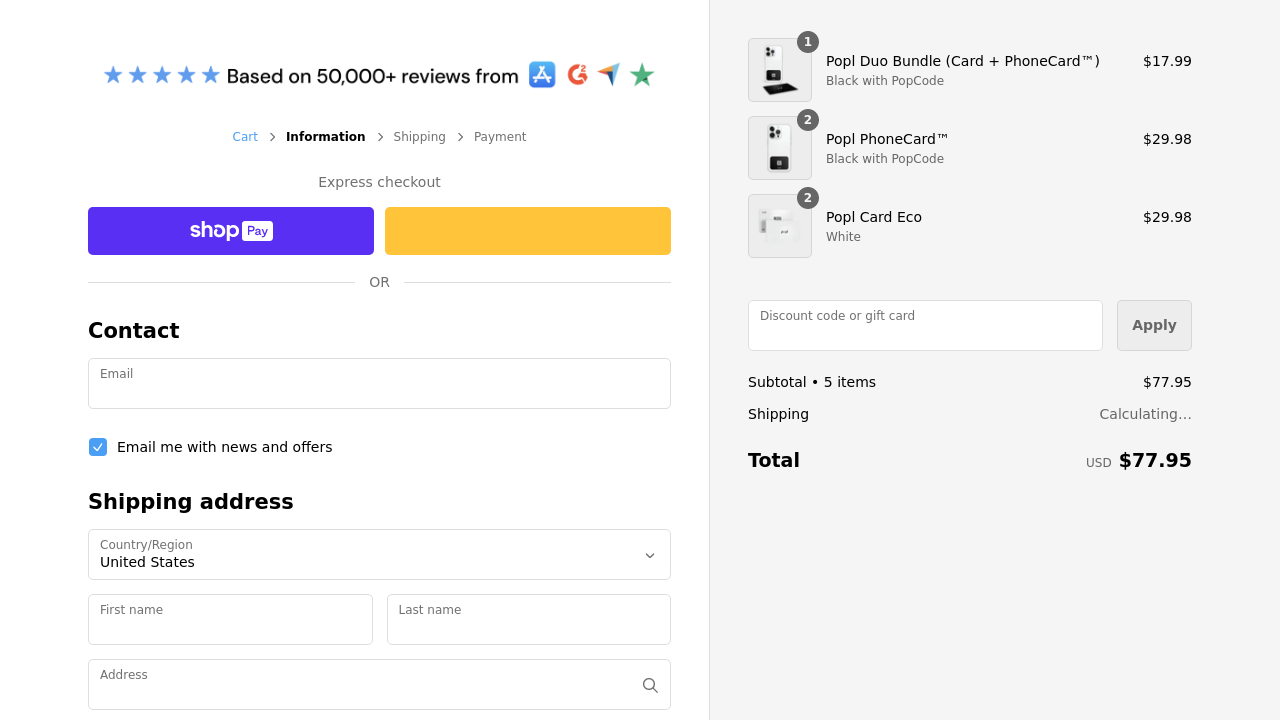 Based on 50,000+ reviews from
Cart
Information
Shipping
Payment
Express checkout
shop Pay
OR
Contact
Email
Email me with news and offers
Shipping address
Country/Region
United States
First name
Last name
Address
1
Popl Duo Bundle (Card + PhoneCard™)
$17.99
Black with PopCode
2
Popl PhoneCard™
$29.98
Black with PopCode
2
Popl Card Eco
$29.98
White
Discount code or gift card
Apply
Subtotal • 5 items
$77.95
Shipping
Calculating…
Total
USD $77.95